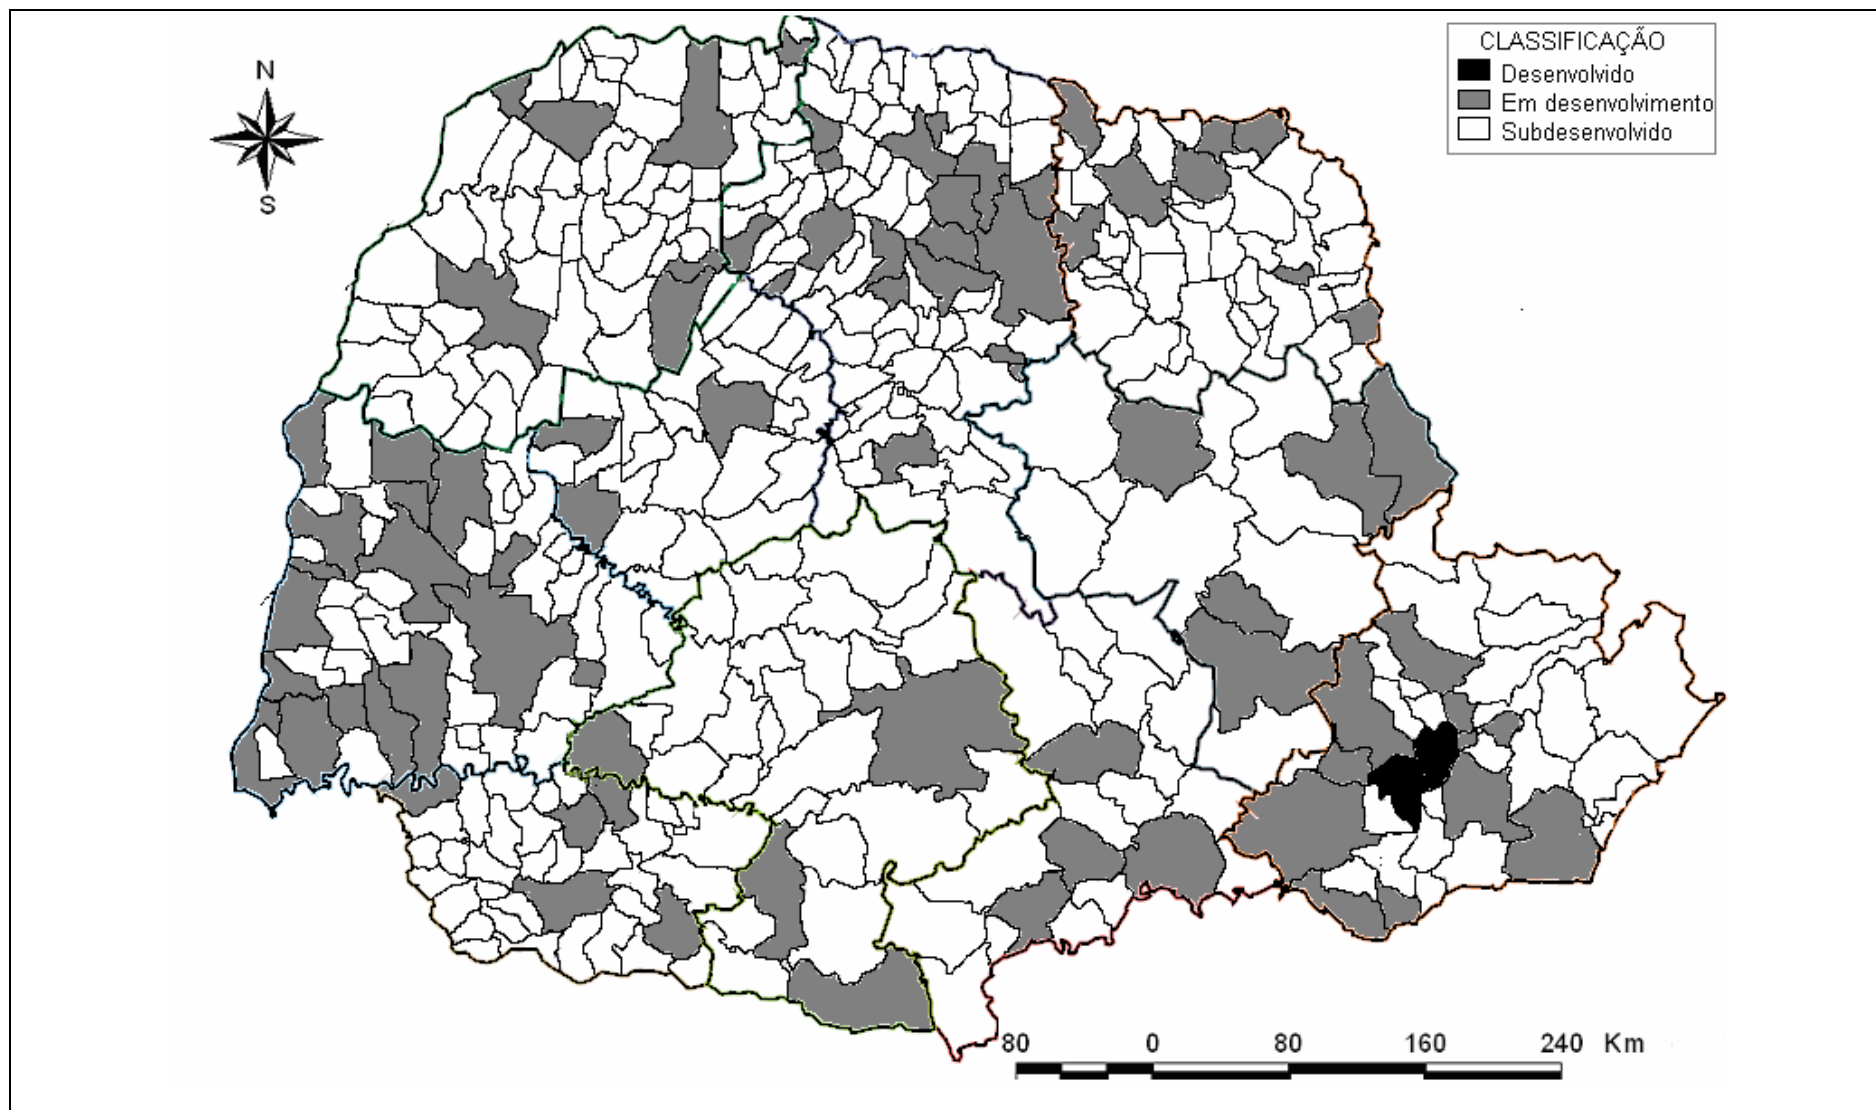 CLASSIFICAÇÃO
Desenvolvido
Em desenvolvimento
Subdesenvolvido
N
S
80 0 80 160 240 Km